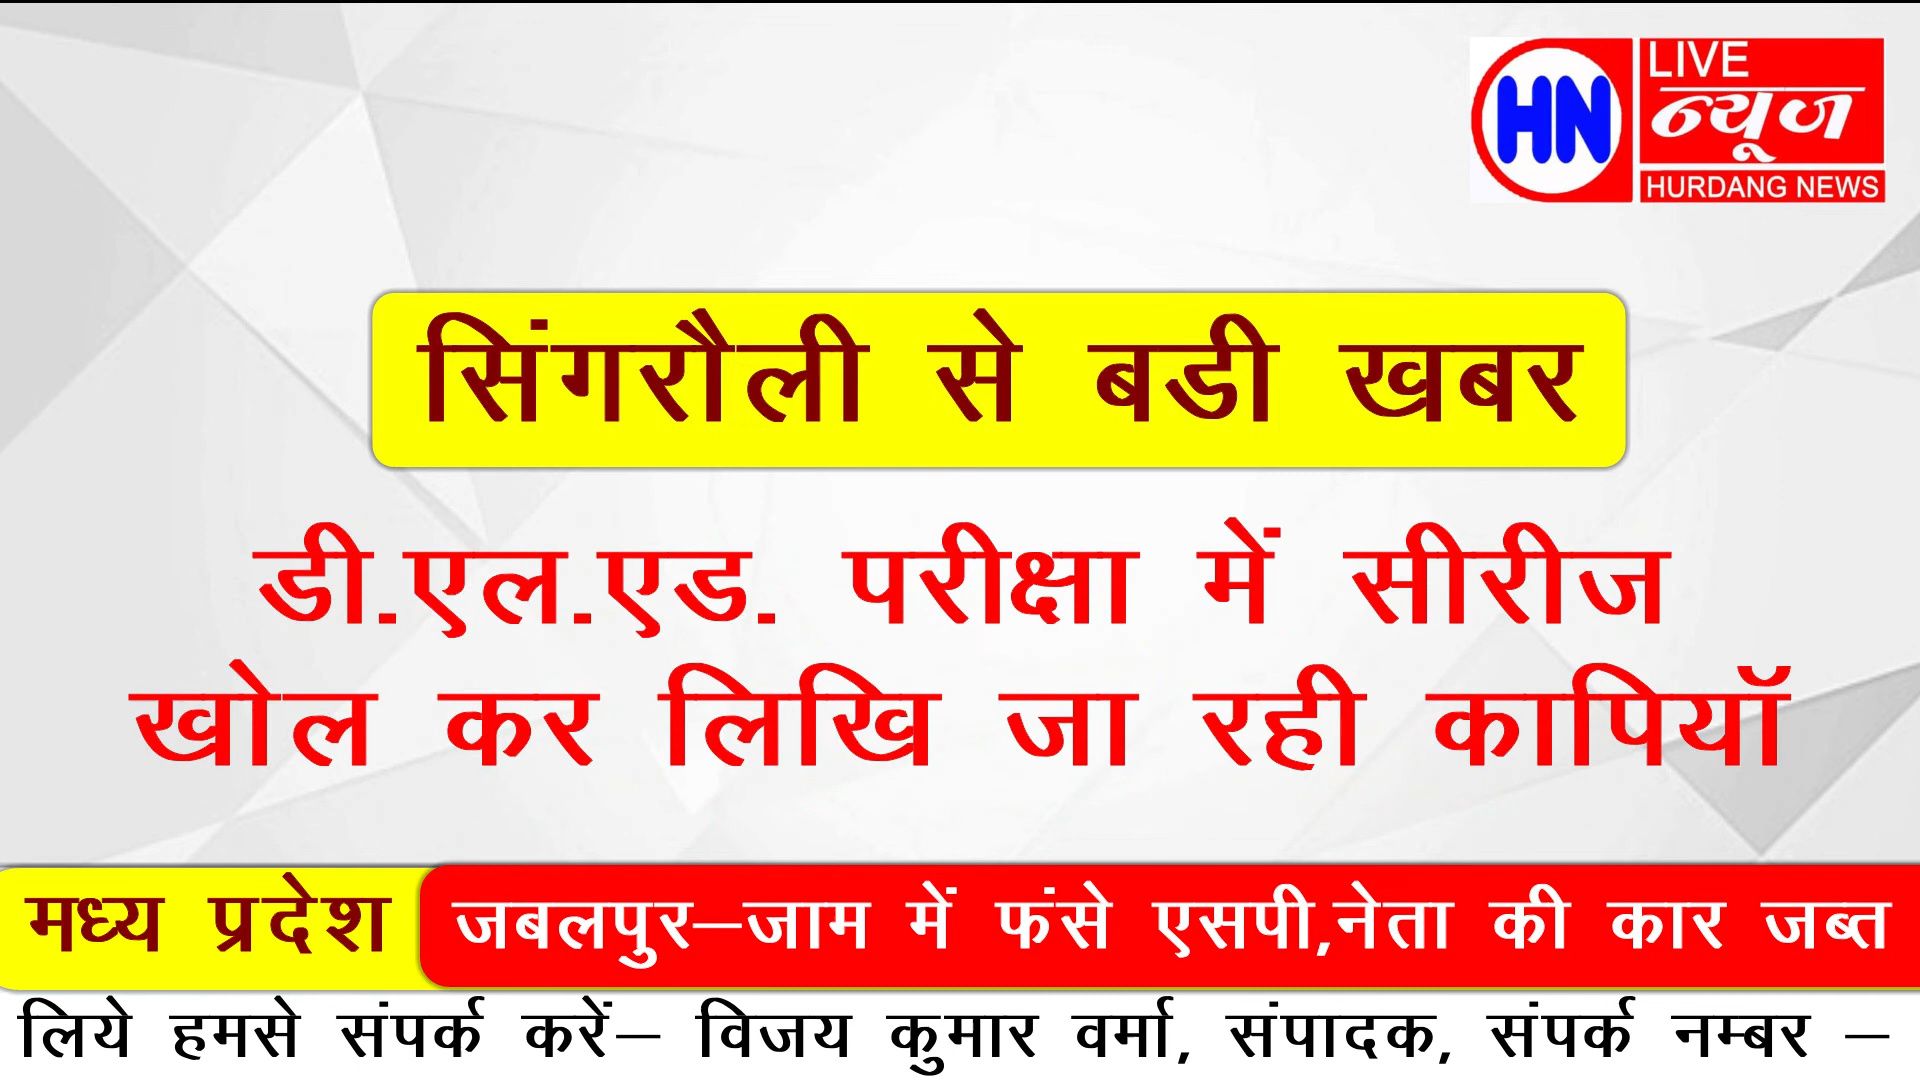 HN
LIVE
न्यूज
HURDANG NEWS
सिंगरौली से बडी खबर
डी.एल.एड. परीक्षा में सीरीज
खोल कर लिखि जा रही कापियॉ
मध्य प्रदेश
जबलपुर–जाम में फंसे एसपी,नेता की कार जब्त
लिये हमसे संपर्क करें– विजय कुमार वर्मा, संपादक, संपर्क नम्बर –